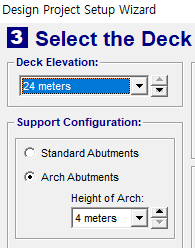 Design Project Setup Wizard
3 Select the Deck
Deck Elevation:
24 meters
Support Configuration:
Standard Abutments
Arch Abutments
Height of Arch:
4 meters